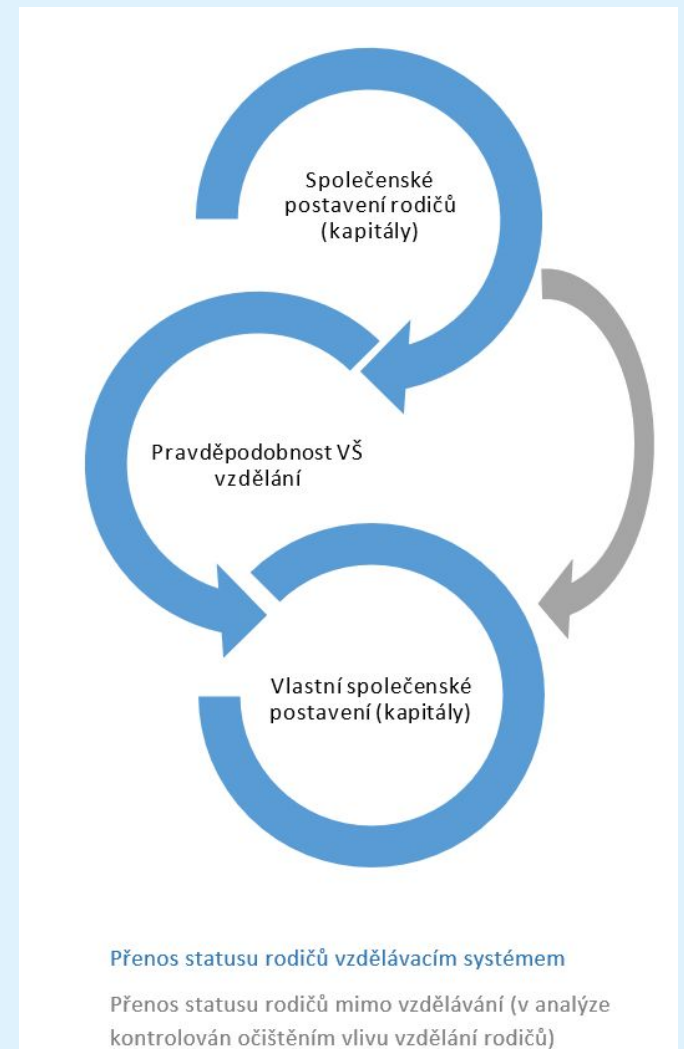 Společenské
postavení rodičů
(kapitály)
Pravděpodobnost VŠ
vzdělání
Vlastní společenské
postavení (kapitály)
Přenos statusu rodičů vzdělávacím systémem
Přenos statusu rodičů mimo vzdělávání (v analýze
kontrolován očištěním vlivu vzdělání rodičů)